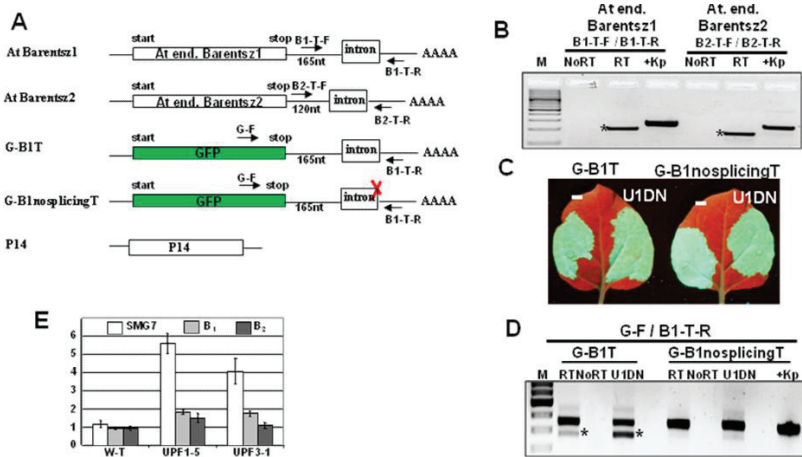 A
start
stop
B1-T-F
At Barentsz1
At end. Barentsz1
165nt
intron
AAAA
B1-T-R
start
stop
B2-T-F
At Barentsz2
At end. Barentsz2
120nt
intron
AAAA
B2-T-R
start
G-F
stop
G-B1T
GFP
165nt
intron
AAAA
B1-T-R
start
G-F
stop
G-B1nosplicingT
GFP
165nt
intron
X
AAAA
B1-T-R
P14
P14
B
At end. Barentsz1
At end. Barentsz2
B1-T-F / B1-T-R
B2-T-F / B2-T-R
M
NoRT
RT
+Kp
NoRT
RT
+Kp
*
*
C
G-B1T
G-B1nosplicingT
U1DN
U1DN
D
G-F / B1-T-R
G-B1T
G-B1nosplicingT
M
RT NoRT U1DN
RT NoRT U1DN
+Kp
*
*
E
SMG7
B1
B2
6
5
4
3
2
1
W-T
UPF1-5
UPF3-1